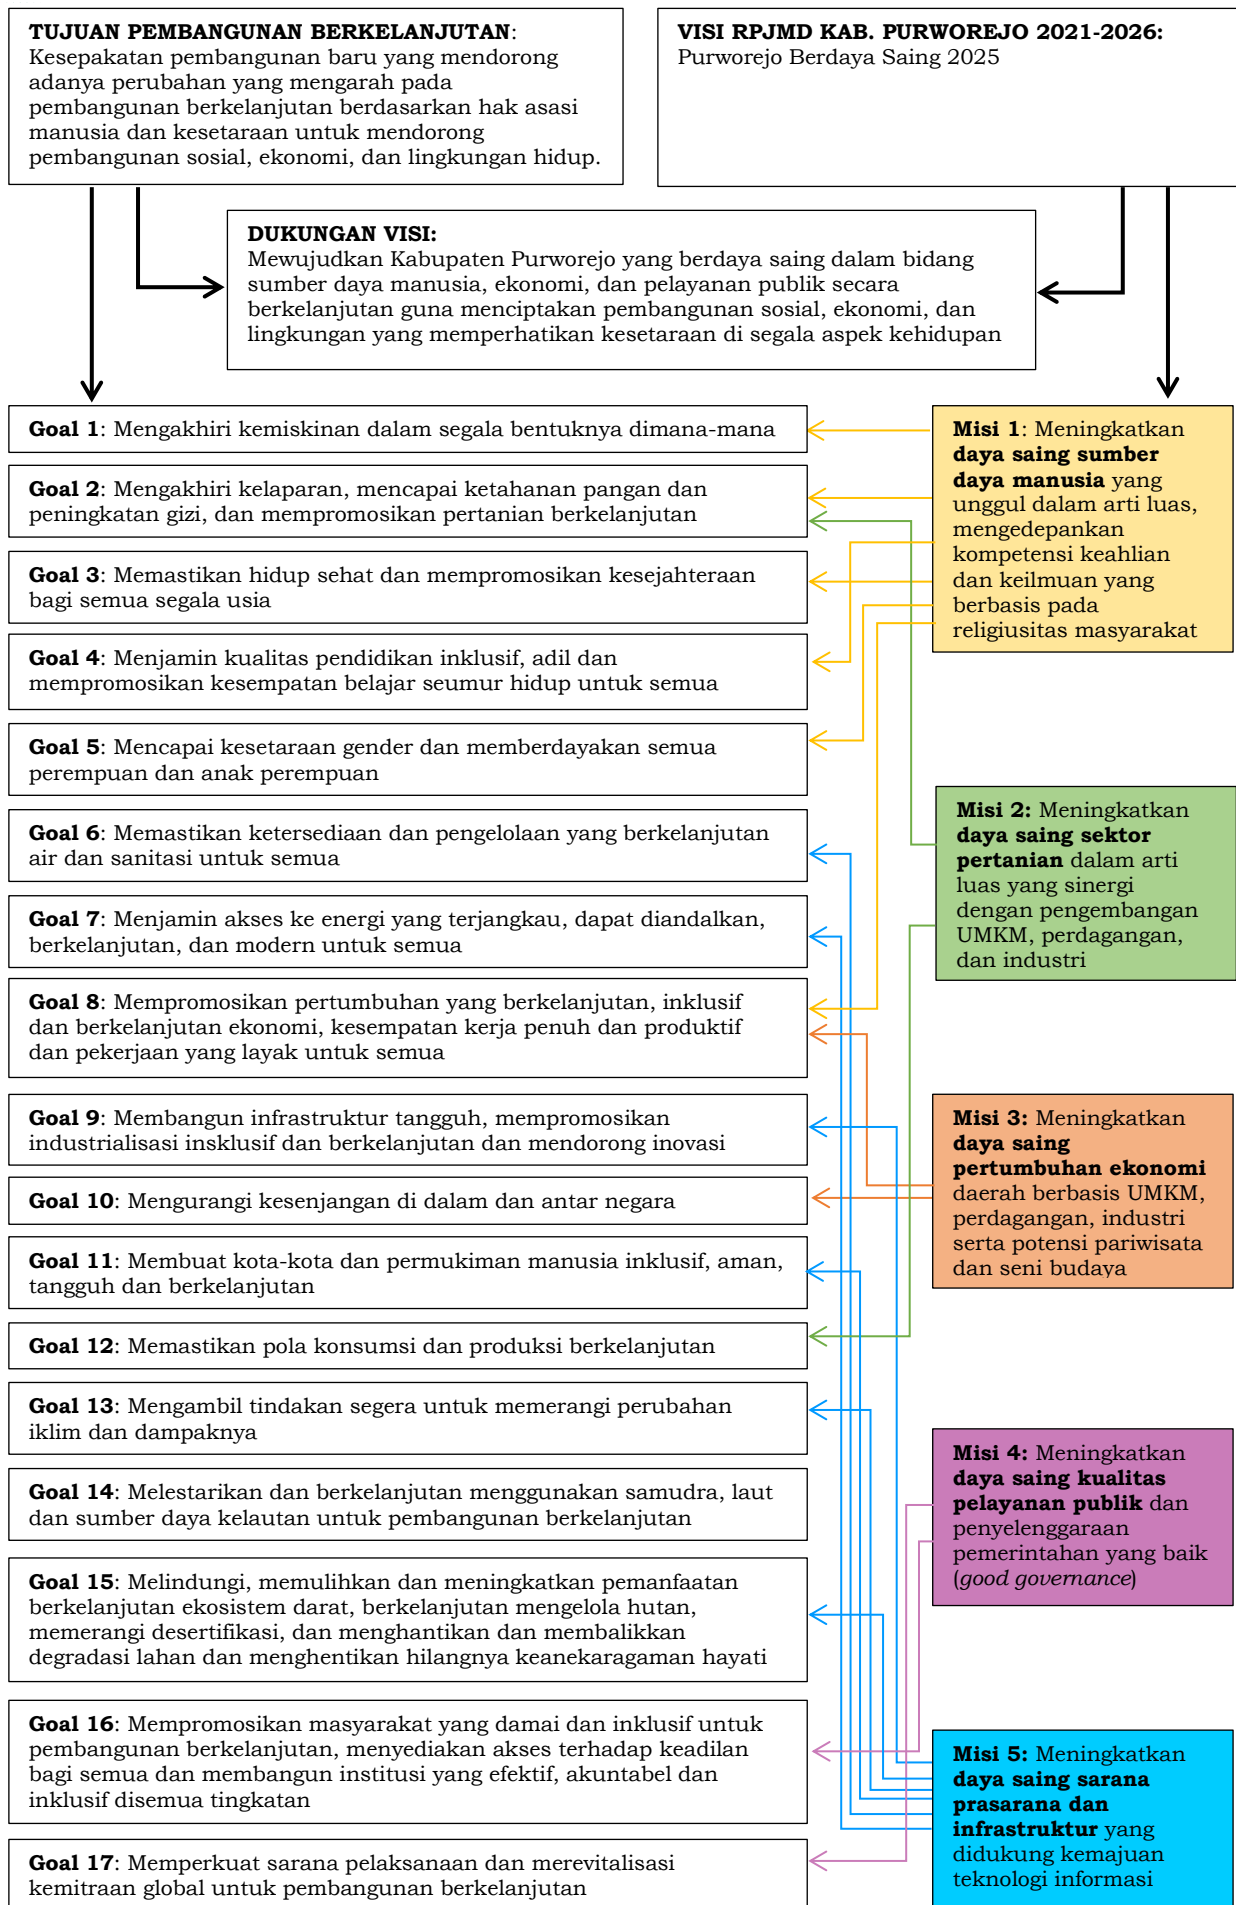 TUJUAN PEMBANGUNAN BERKELANJUTAN:
Kesepakatan pembangunan baru yang mendorong
adanya perubahan yang mengarah pada
pembangunan berkelanjutan berdasarkan hak asasi
manusia dan kesetaraan untuk mendorong
pembangunan sosial, ekonomi, dan lingkungan hidup.
VISI RPJMD KAB. PURWOREJO 2021-2026:
Purworejo Berdaya Saing 2025
DUKUNGAN VISI:
Mewujudkan Kabupaten Purworejo yang berdaya saing dalam bidang
sumber daya manusia, ekonomi, dan pelayanan publik secara
berkelanjutan guna menciptakan pembangunan sosial, ekonomi, dan
lingkungan yang memperhatikan kesetaraan di segala aspek kehidupan
Goal 1: Mengakhiri kemiskinan dalam segala bentuknya dimana-mana
Goal 2: Mengakhiri kelaparan, mencapai ketahanan pangan dan
peningkatan gizi, dan mempromosikan pertanian berkelanjutan
Goal 3: Memastikan hidup sehat dan mempromosikan kesejahteraan
bagi semua segala usia
Goal 4: Menjamin kualitas pendidikan inklusif, adil dan
mempromosikan kesempatan belajar seumur hidup untuk semua
Goal 5: Mencapai kesetaraan gender dan memberdayakan semua
perempuan dan anak perempuan
Goal 6: Memastikan ketersediaan dan pengelolaan yang berkelanjutan
air dan sanitasi untuk semua
Goal 7: Menjamin akses ke energi yang terjangkau, dapat diandalkan,
berkelanjutan, dan modern untuk semua
Goal 8: Mempromosikan pertumbuhan yang berkelanjutan, inklusif
dan berkelanjutan ekonomi, kesempatan kerja penuh dan produktif
dan pekerjaan yang layak untuk semua
Goal 9: Membangun infrastruktur tangguh, mempromosikan
industrialisasi insklusif dan berkelanjutan dan mendorong inovasi
Goal 10: Mengurangi kesenjangan di dalam dan antar negara
Goal 11: Membuat kota-kota dan permukiman manusia inklusif, aman,
tangguh dan berkelanjutan
Goal 12: Memastikan pola konsumsi dan produksi berkelanjutan
Goal 13: Mengambil tindakan segera untuk memerangi perubahan
iklim dan dampaknya
Goal 14: Melestarikan dan berkelanjutan menggunakan samudra, laut
dan sumber daya kelautan untuk pembangunan berkelanjutan
Goal 15: Melindungi, memulihkan dan meningkatkan pemanfaatan
berkelanjutan ekosistem darat, berkelanjutan mengelola hutan,
memerangi desertifikasi, dan menghantikan dan membalikkan
degradasi lahan dan menghentikan hilangnya keanekaragaman hayati
Goal 16: Mempromosikan masyarakat yang damai dan inklusif untuk
pembangunan berkelanjutan, menyediakan akses terhadap keadilan
bagi semua dan membangun institusi yang efektif, akuntabel dan
inklusif disemua tingkatan
Goal 17: Memperkuat sarana pelaksanaan dan merevitalisasi
kemitraan global untuk pembangunan berkelanjutan
Misi 1: Meningkatkan
daya saing sumber
daya manusia yang
unggul dalam arti luas,
mengedepankan
kompetensi keahlian
dan keilmuan yang
berbasis pada
religiusitas masyarakat
Misi 2: Meningkatkan
daya saing sektor
pertanian dalam arti
luas yang sinergi
dengan pengembangan
UMKM, perdagangan,
dan industri
Misi 3: Meningkatkan
daya saing
pertumbuhan ekonomi
daerah berbasis UMKM,
perdagangan, industri
serta potensi pariwisata
dan seni budaya
Misi 4: Meningkatkan
daya saing kualitas
pelayanan publik dan
penyelenggaraan
pemerintahan yang baik
(good governance)
Misi 5: Meningkatkan
daya saing sarana
prasarana dan
infrastruktur yang
didukung kemajuan
teknologi informasi